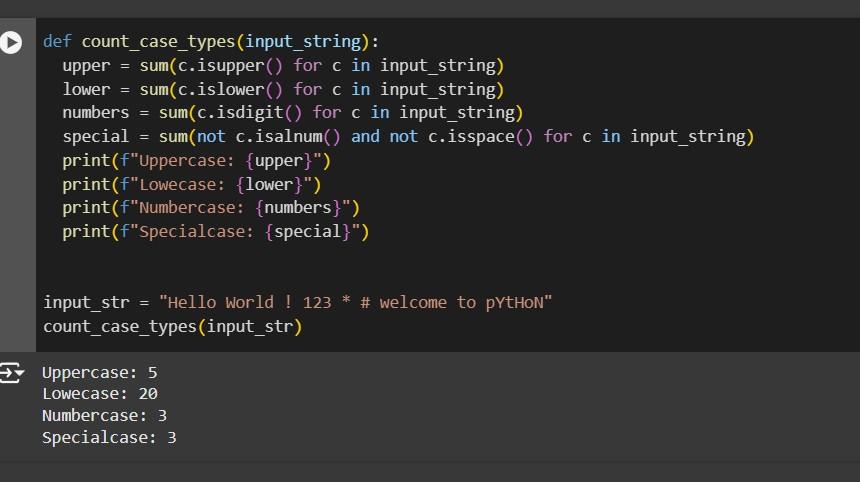 def count_case_types(input_string):
  upper = sum(c.isupper() for c in input_string)
  lower = sum(c.islower() for c in input_string)
  numbers = sum(c.isdigit() for c in input_string)
  special = sum(not c.isalnum() and not c.isspace() for c in input_string)
  print(f"Uppercase: {upper}")
  print(f"Lowecase: {lower}")
  print(f"Numbercase: {numbers}")
  print(f"Specialcase: {special}")
input_str = "Hello World ! 123 * # welcome to pYtHoN"
count_case_types(input_str)
Uppercase: 5
Lowecase: 20
Numbercase: 3
Specialcase: 3